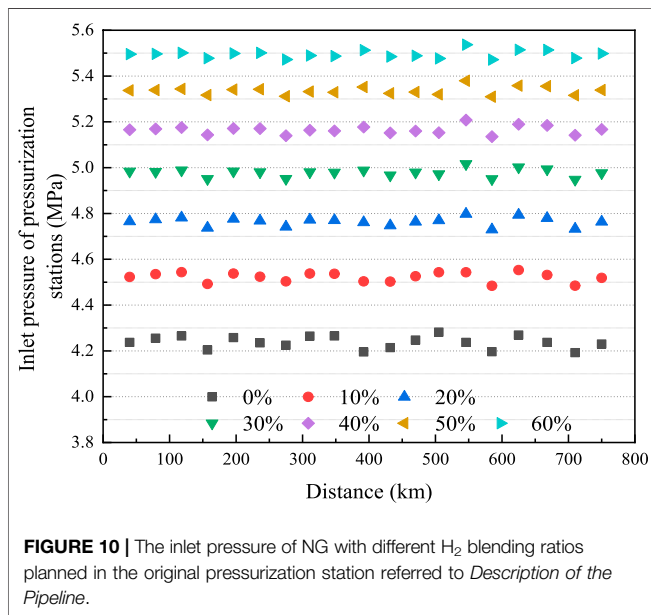 5.6
5.4
5.2
5.0
4.8
4.6
4.4
4.2
4.0
3.8
Inlet pressure of pressurization
stations (MPa)
0% 10% 20%
30% 40% 50% 60%
0 100 200 300 400 500 600 700 800
Distance (km)
FIGURE 10 | The inlet pressure of NG with different H₂ blending ratios
planned in the original pressurization station referred to Description of the
Pipeline.